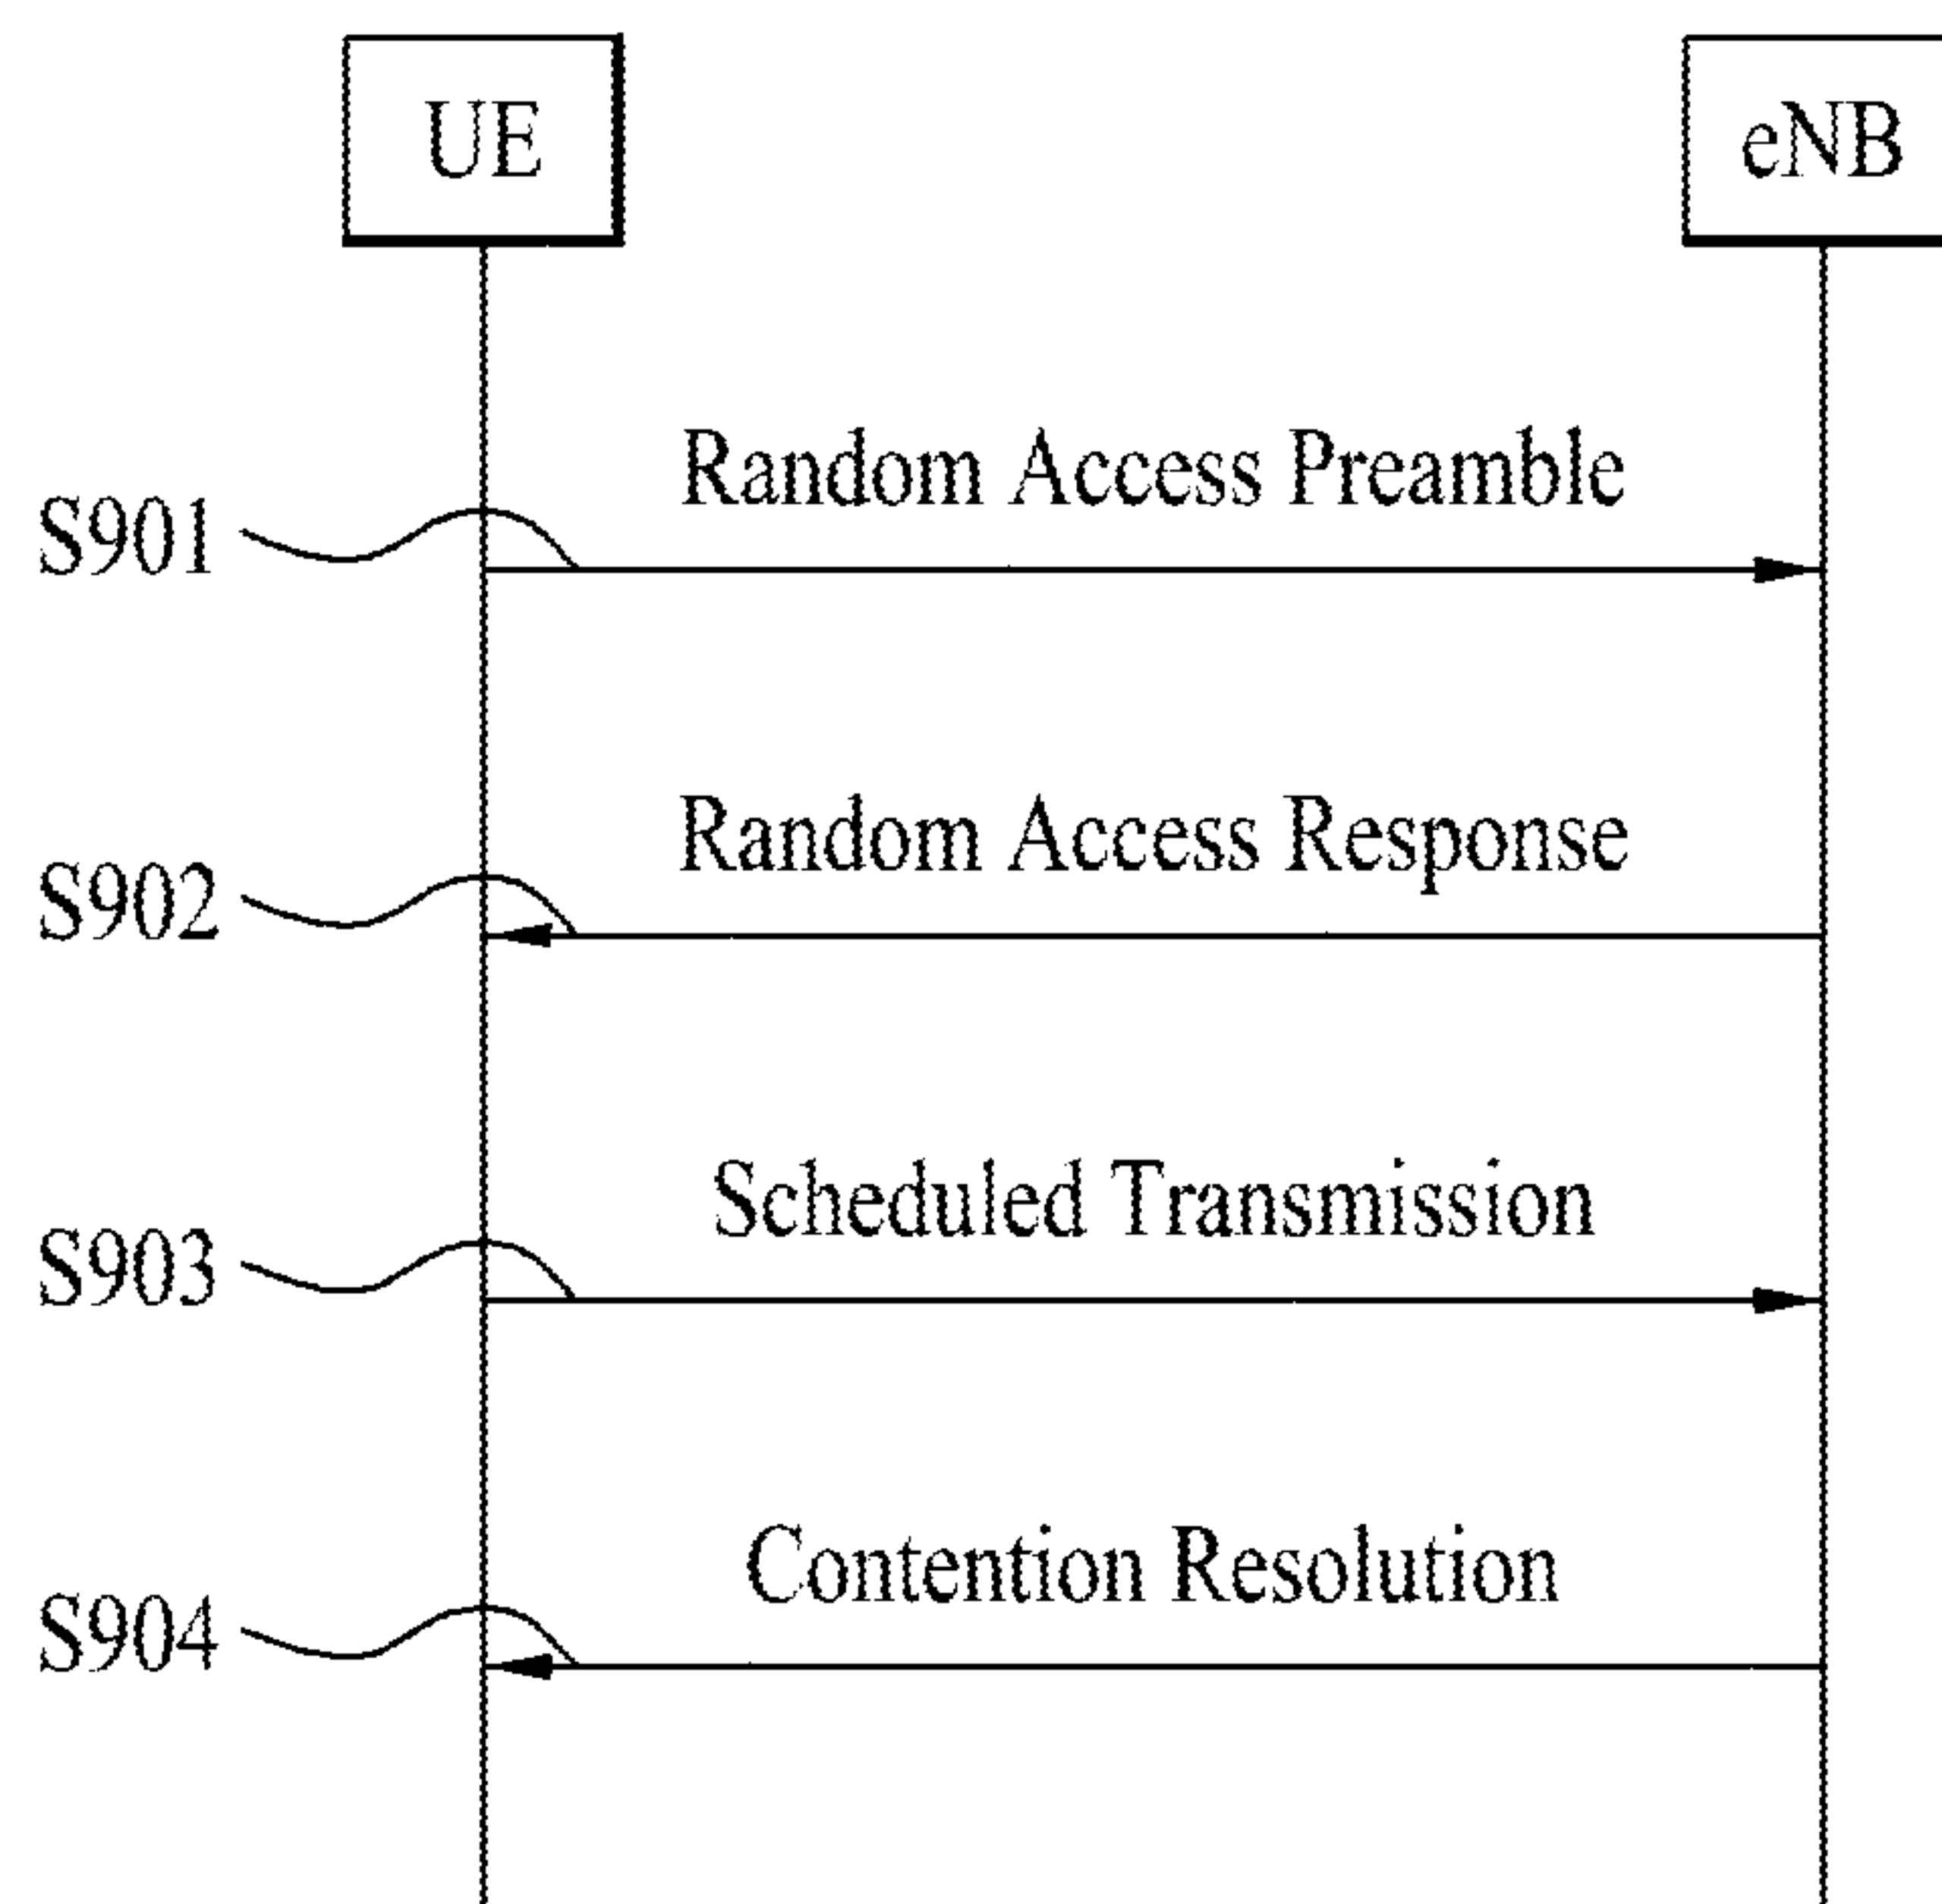 UE
eNB
Random Access Preamble
S901
Random Access Response
S902
Scheduled Transmission
S903
Contention Resolution
S904